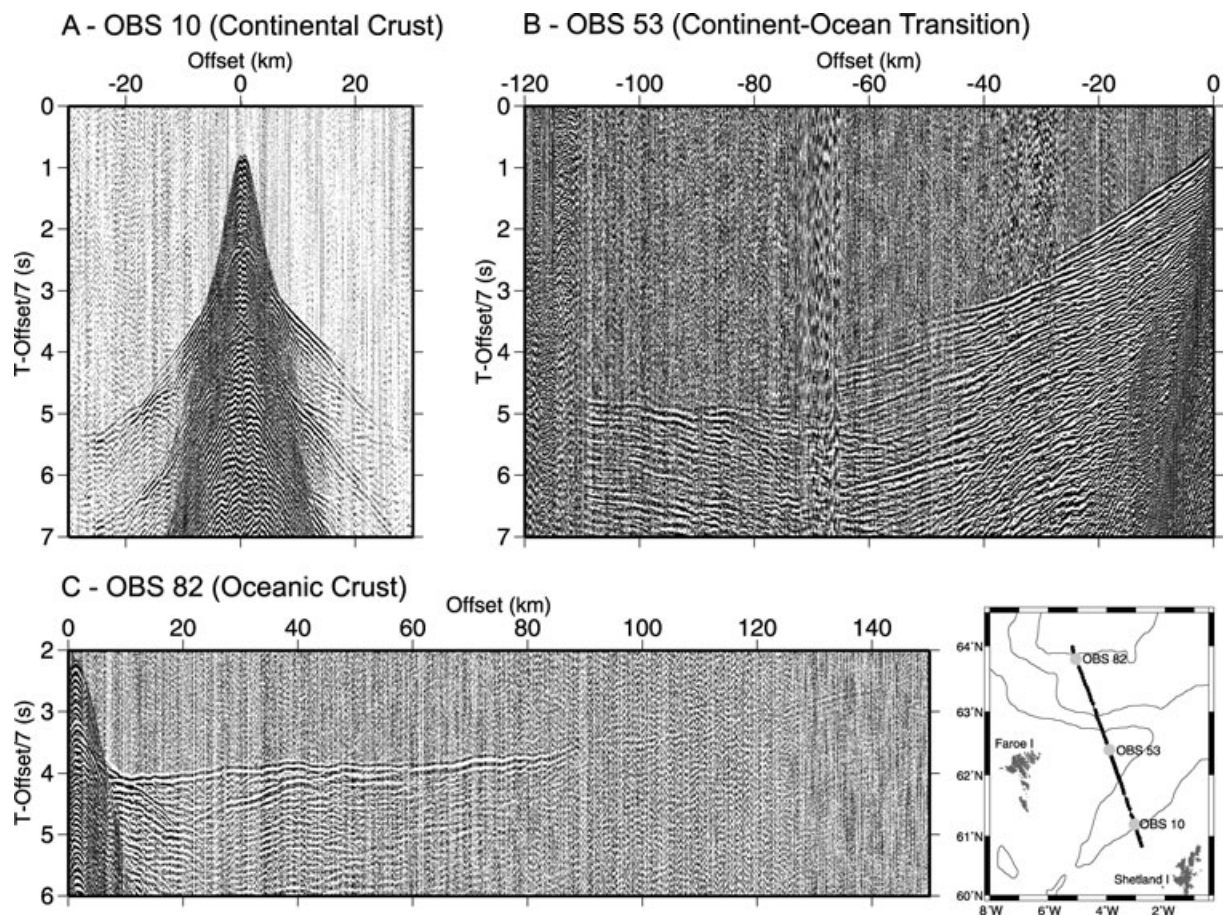 A - OBS 10 (Continental Crust)
Offset (km)
-20 0 20
0
1
2
3
4
5
6
7
T-Offset/7 (s)
B - OBS 53 (Continent-Ocean Transition)
Offset (km)
-120 -100 -80 -60 -40 -20 0
0
1
2
3
4
5
6
7
T-Offset/7 (s)
C - OBS 82 (Oceanic Crust)
Offset (km)
0 20 40 60 80 100 120 140
2
3
4
5
6
T-Offset/7 (s)
64˚N
63˚N
62˚N
61˚N
60˚N
8˚W 6˚W 4˚W 2˚W
OBS 82
OBS 53
Faroe I
OBS 10
Shetland I